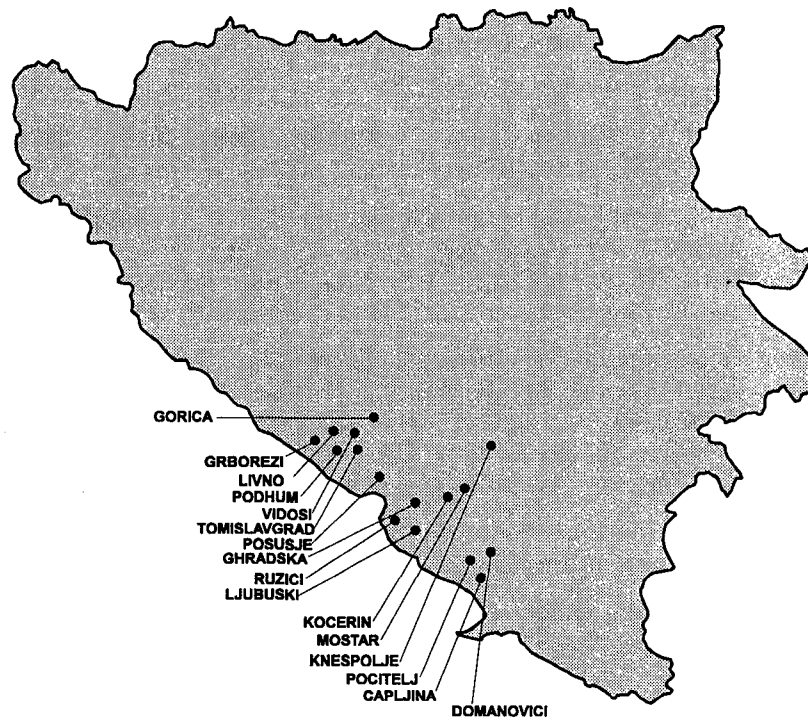 GORICA
GRBOREZI
LIVNO
PODHUM
VIDOSI
TOMISLAVGRAD
POSUSJE
GHRADSKA
RUZICI
LJUBUSKI
KOCERIN
MOSTAR
KNESPOLJE
POCITELJ
CAPLJINA
DOMANOVICI